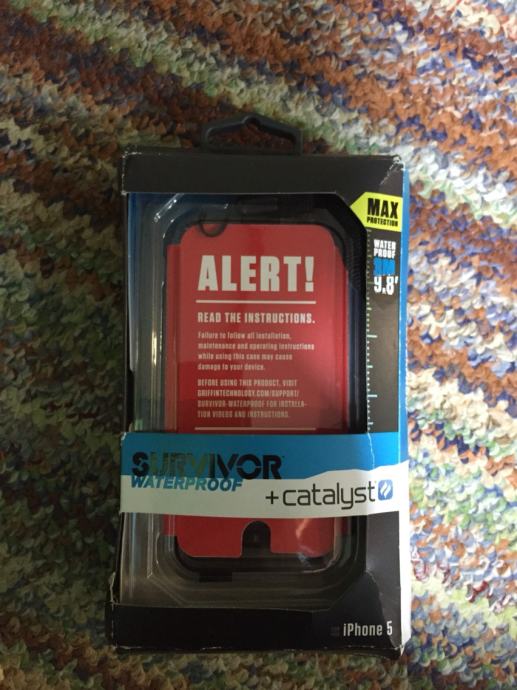 MAX
PROTECTION
WATER
PROOF
9.8'
ALERT!
READ THE INSTRUCTIONS.
Failure to follow all installation,
maintenance and operating instructions
while using this case may cause
damage to your device.
BEFORE USING THIS PRODUCT, VISIT
GRIFFINTECHNOLOGY.COM/SUPPORT/
SURVIVOR-WATERPROOF FOR INSTALLA-
TION VIDEOS AND INSTRUCTIONS.
SURVIVOR
WATERPROOF
+catalyst
iPhone 5